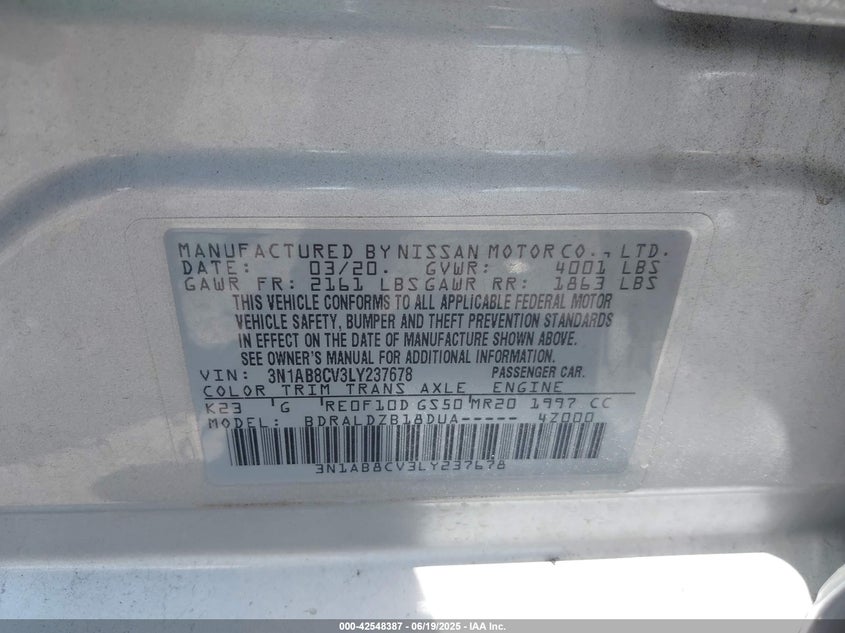 MANUFACTURED BY NISSAN MOTOR CO., LTD.
DATE: 03/20. GVWR: 4001 LBS
GAWR FR: 2161 LBS GAWR RR: 1863 LBS
THIS VEHICLE CONFORMS TO ALL APPLICABLE FEDERAL MOTOR
VEHICLE SAFETY, BUMPER AND THEFT PREVENTION STANDARDS
IN EFFECT ON THE DATE OF MANUFACTURE SHOWN ABOVE.
SEE OWNER'S MANUAL FOR ADDITIONAL INFORMATION.
VIN: 3N1AB8CV3LY237678 PASSENGER CAR.
COLOR TRIM TRANS AXLE ENGINE
K23 G RE0F10D GS50 MR20 1997 CC
MODEL: BDRALDZB18DUA----- 4Z000
3N1AB8CV3LY237678
000-42548387 - 06/19/2025 - IAA Inc.